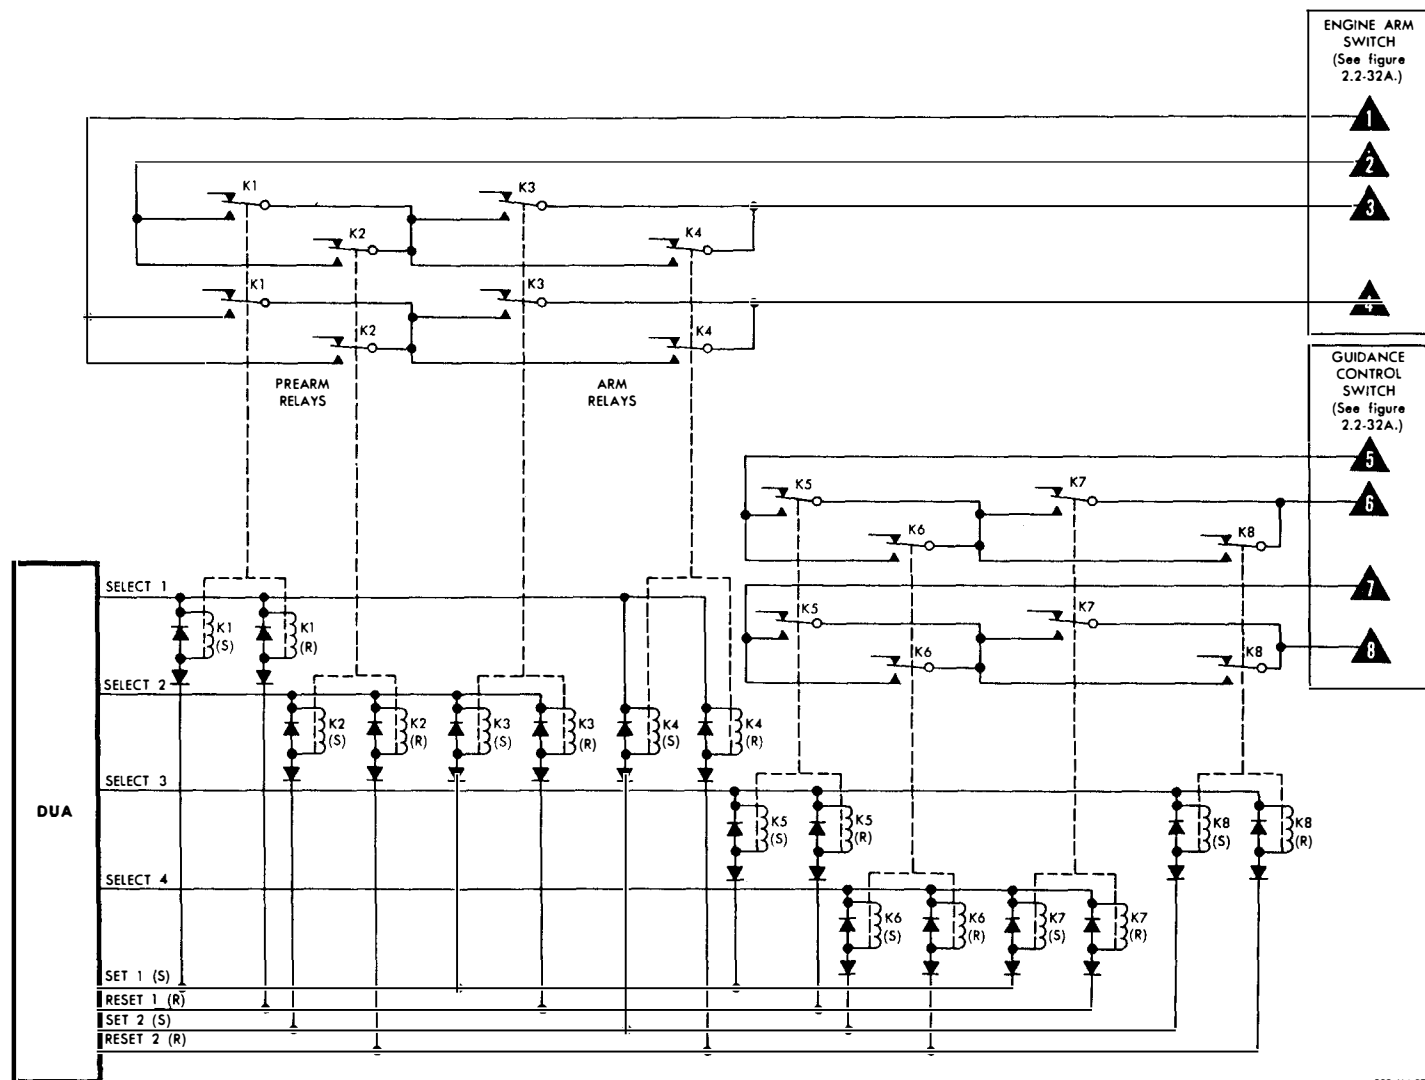 ENGINE ARM
SWITCH
(See figure
2.2-32A.)
1
2
3
4
K1
K3
K2
K4
K1
K3
K2
K4
PREARM
RELAYS
ARM
RELAYS
GUIDANCE
CONTROL
SWITCH
(See figure
2.2-32A.)
5
6
7
8
K5
K7
K6
K8
K5
K7
K6
K8
DUA
SELECT 1
K1
(S)
K1
(R)
SELECT 2
K2
(S)
K2
(R)
K3
(S)
K3
(R)
K4
(S)
K4
(R)
SELECT 3
K5
(S)
K5
(R)
K8
(S)
K8
(R)
SELECT 4
K6
(S)
K6
(R)
K7
(S)
K7
(R)
SET 1 (S)
RESET 1 (R)
SET 2 (S)
RESET 2 (R)